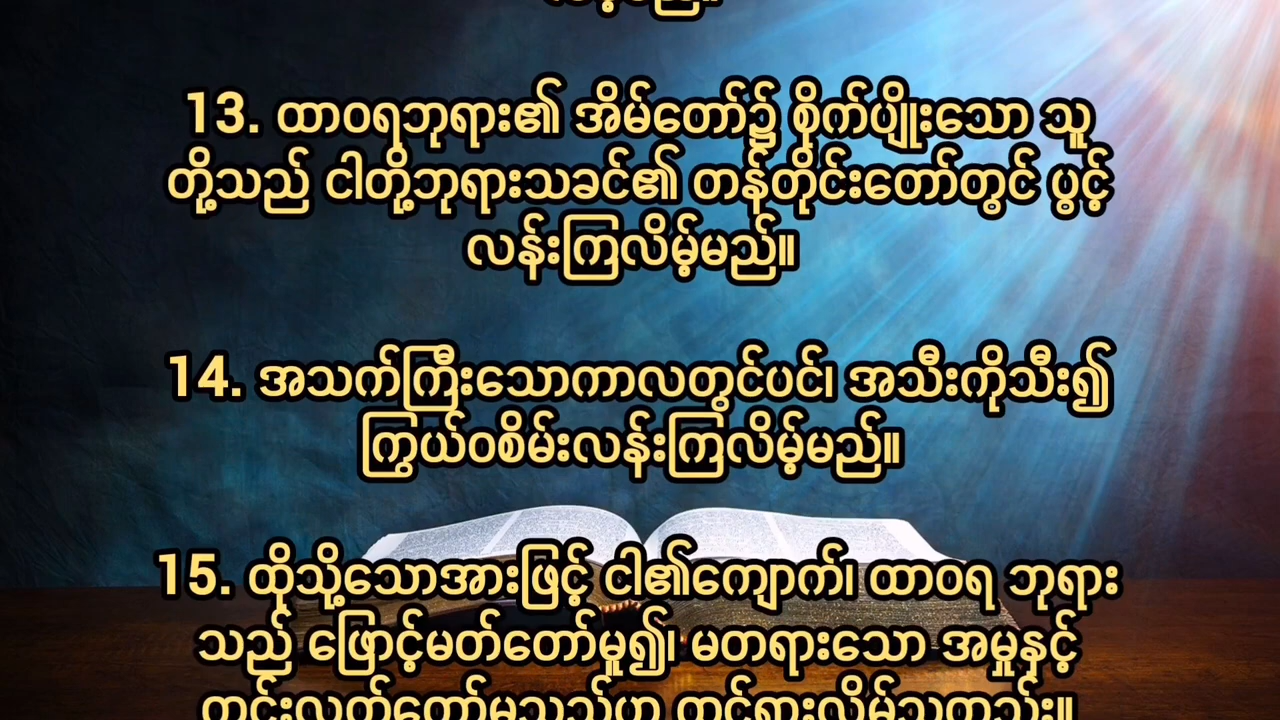 13. ထာဝရဘုရား၏ အိမ်တော်၌ စိုက်ပျိုးသော သူ
တို့သည် ငါတို့ဘုရားသခင်၏ တန်တိုင်းတော်တွင် ပွင့်
လန်းကြလိမ့်မည်။
14. အသက်ကြီးသောကာလတွင်ပင်၊ အသီးကိုသီး၍
ကြွယ်ဝစိမ်းလန်းကြလိမ့်မည်။
15. ထိုသို့သောအားဖြင့် ငါ၏ကျောက်၊ ထာဝရ ဘုရား
သည် ဖြောင့်မတ်တော်မူ၍၊ မတရားသော အမှုနှင့်